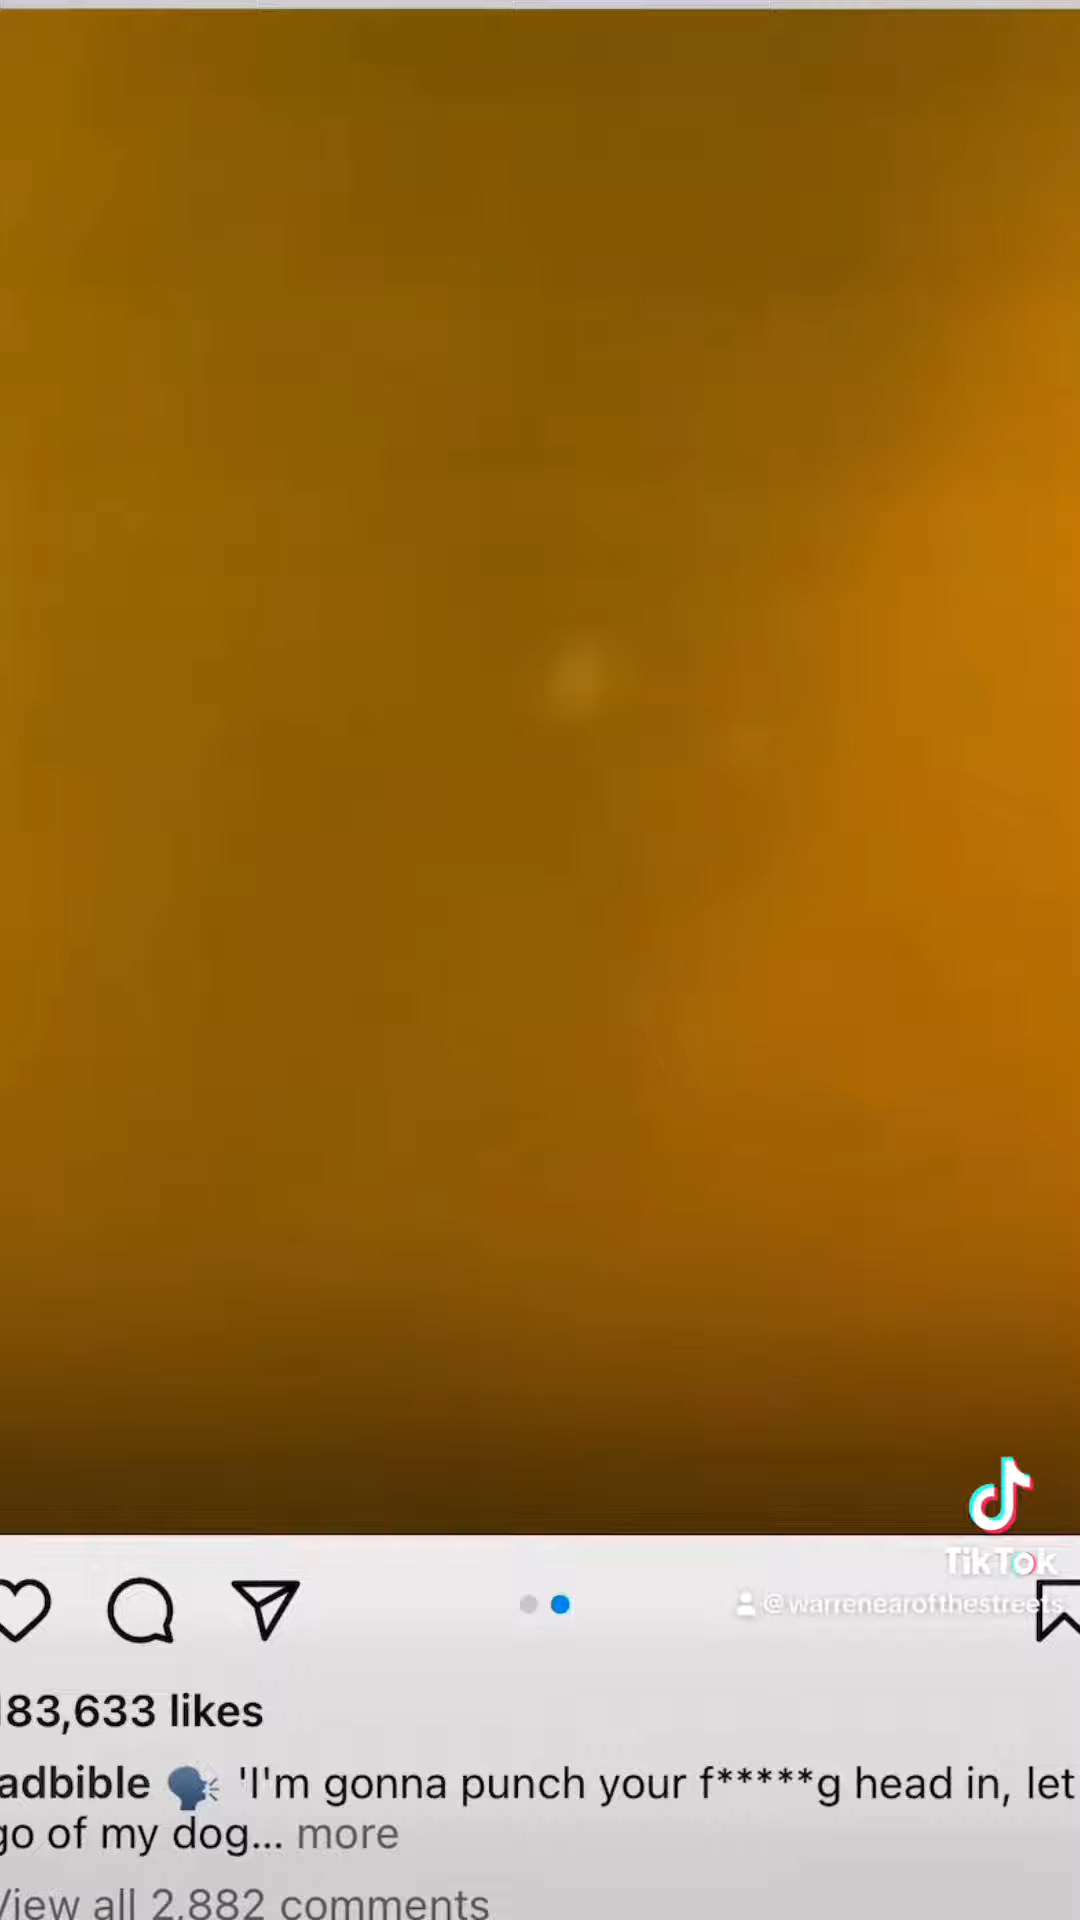 TikTok
@warrenearofthestreets
183,633 likes
adbible 🗣 'I'm gonna punch your f*****g head in, let
go of my dog... more
View all 2,882 comments